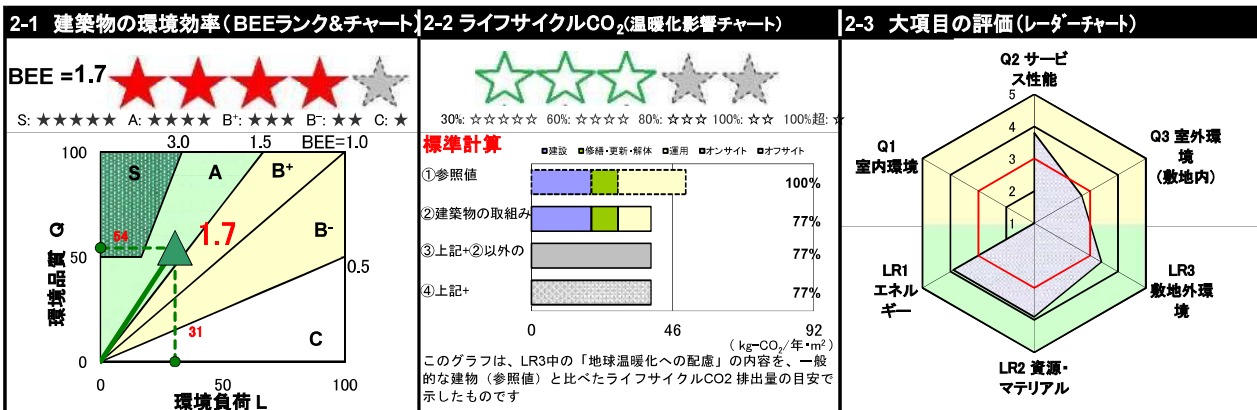 2-1 建築物の環境効率(BEEランク&チャート)
BEE =1.7
S: ★★★★★ A: ★★★★ B⁺: ★★★ B⁻: ★★ C: ★
3.0 1.5 BEE=1.0
100
S
A
B⁺
B⁻
54
1.7
50
0.5
31
C
0
環境品質 Q
0 50 100
環境負荷 L
2-2 ライフサイクルCO₂(温暖化影響チャート)
30%: ☆☆☆☆☆ 60%: ☆☆☆☆ 80%: ☆☆☆ 100%: ☆☆ 100%超: ☆
標準計算
■建設 ■修繕・更新・解体 □運用 ■オンサイト ■オフサイト
①参照値 100%
②建築物の取組み 77%
③上記+②以外の 77%
④上記+ 77%
0 46 92
( kg-CO₂/年・m²)
このグラフは、LR3中の「地球温暖化への配慮」の内容を、一般
的な建物(参照値)と比べたライフサイクルCO2 排出量の目安で
示したものです
2-3 大項目の評価(レーダーチャート)
Q2 サービ
ス性能
5
4
3
2
1
Q1
室内環境
Q3 室外環
境
(敷地内)
LR1
エネル
ギー
LR3
敷地外環
境
LR2 資源・
マテリアル